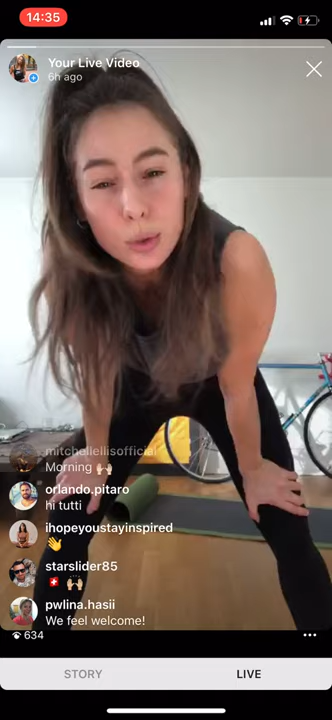 14:35
Your Live Video
6h ago
mitchellellisofficial
Morning 🙌🏼
orlando.pitaro
hi tutti
ihopeyoustayinspired
👋
starslider85
🇨🇭 🙌🏼
pwlina.hasii
We feel welcome!
634
STORY
LIVE